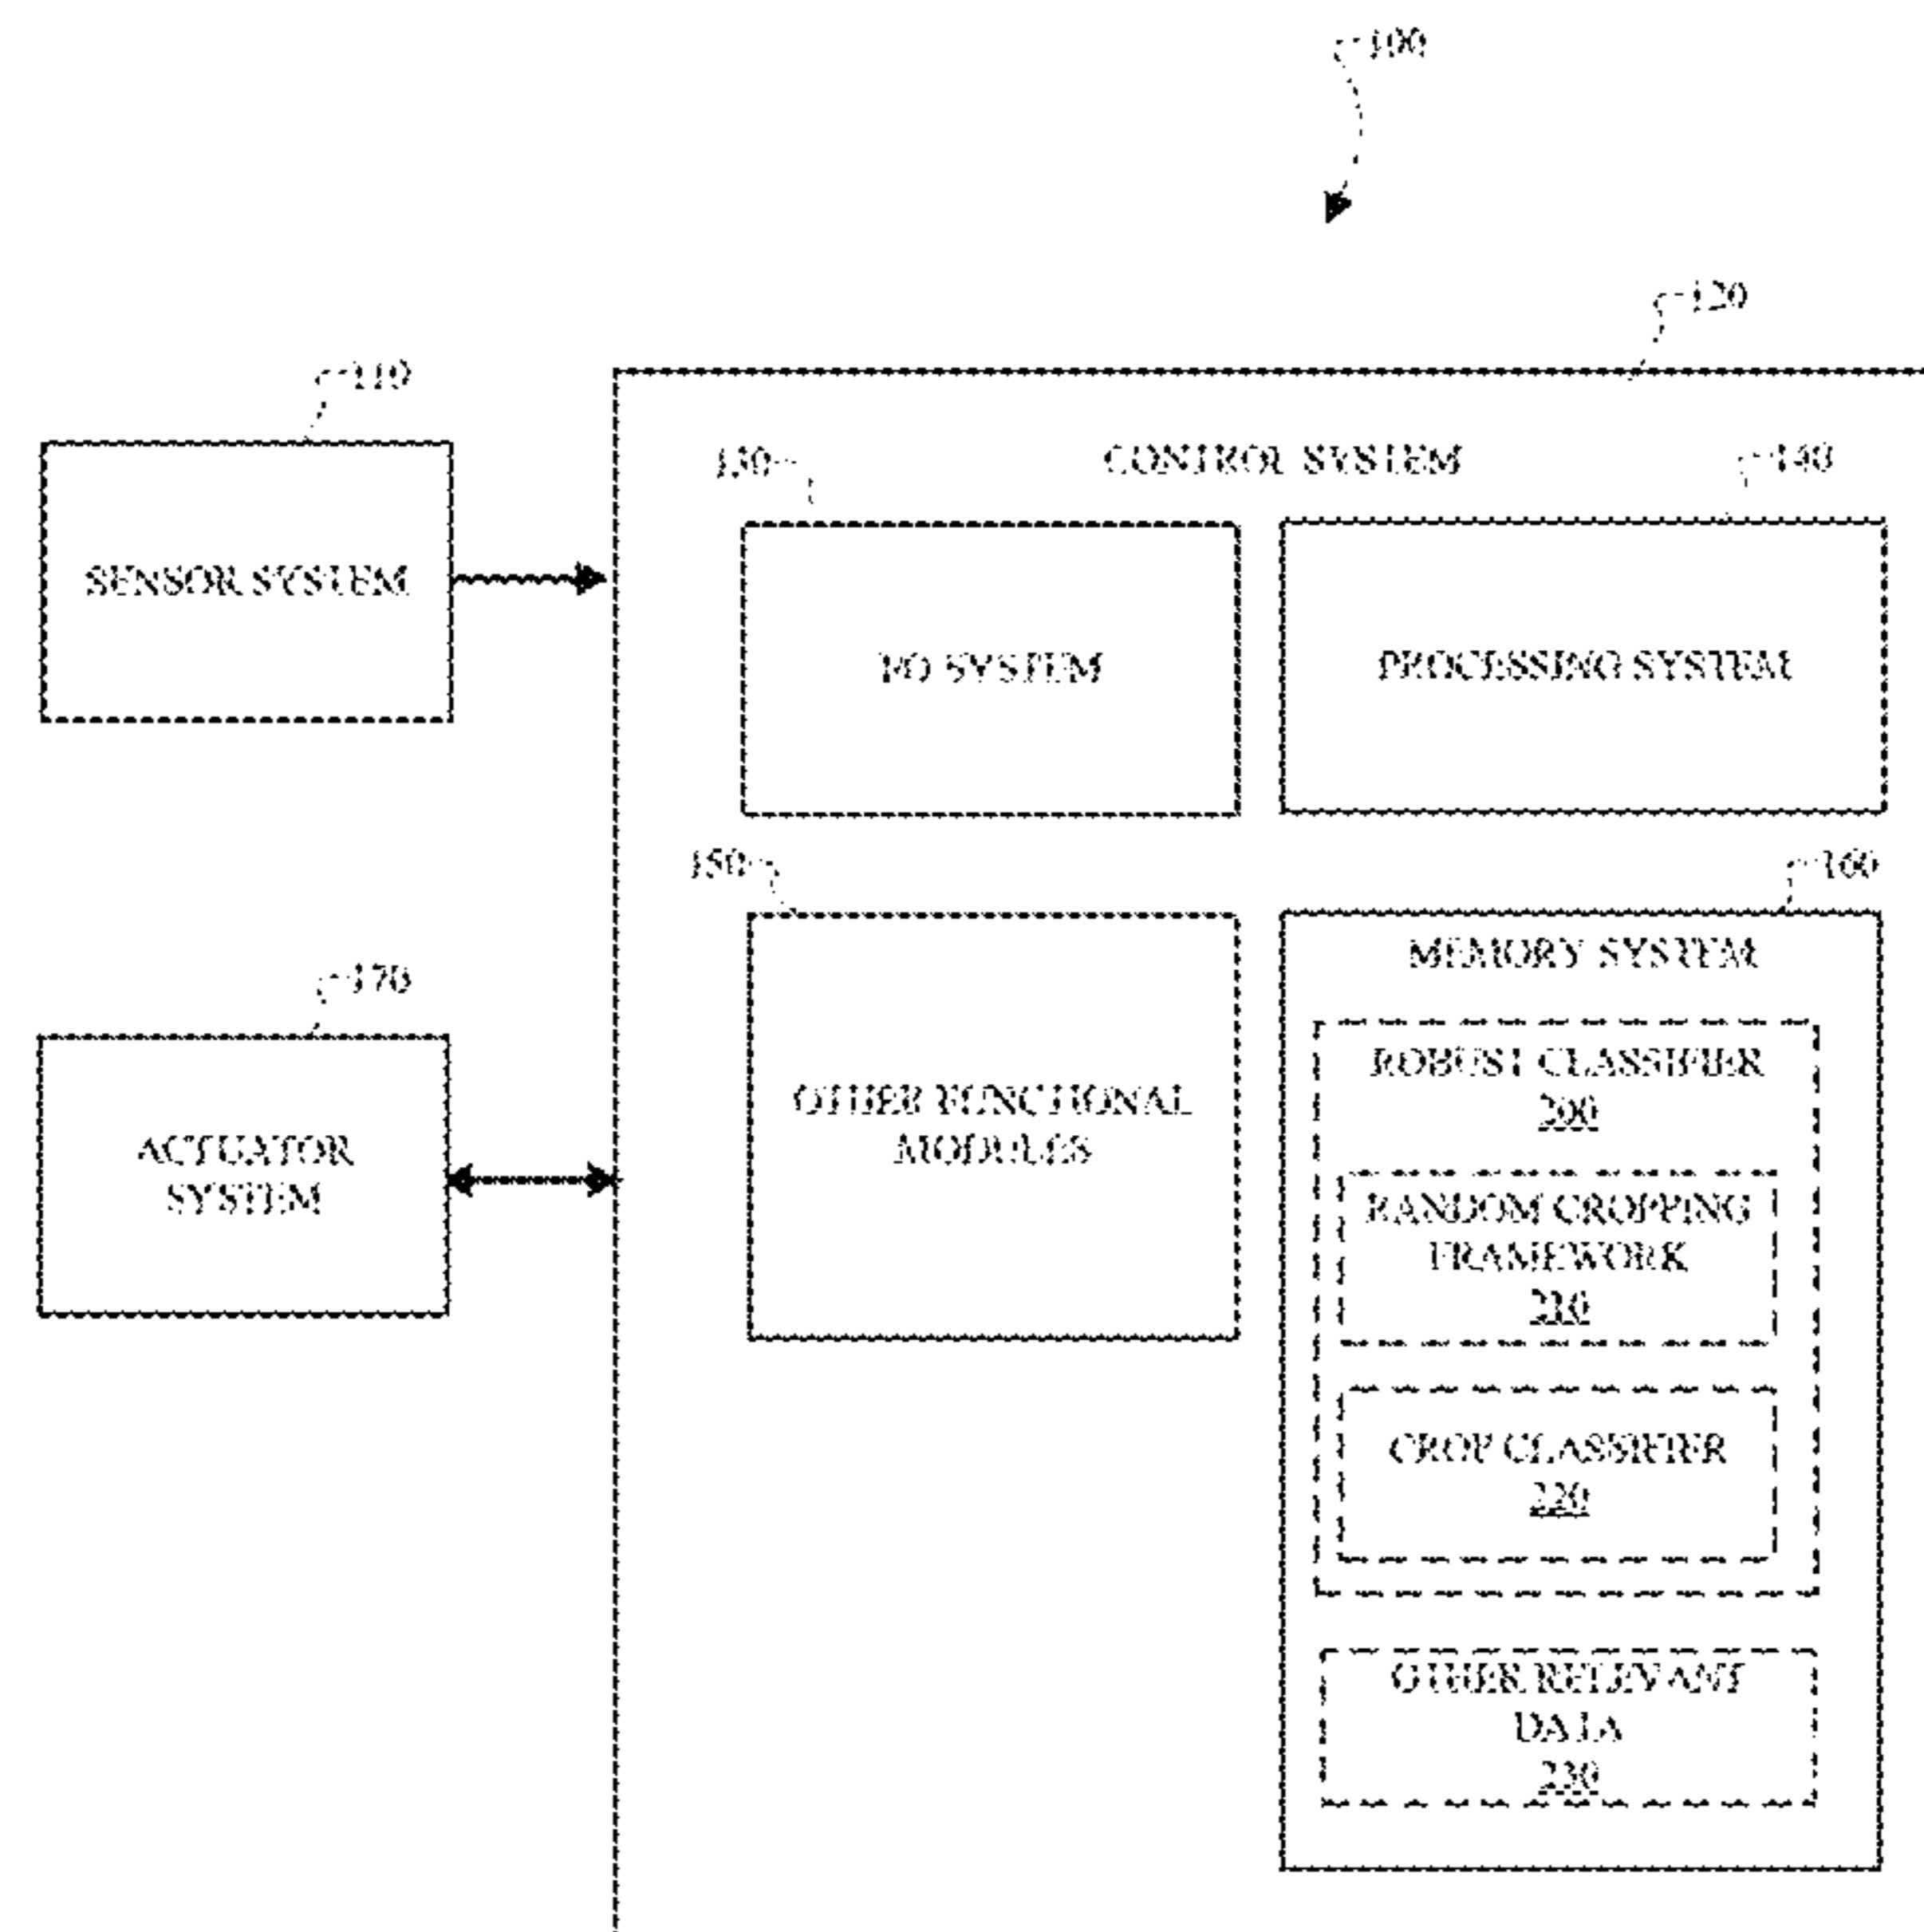 100
120
110
CONTROL SYSTEM
130
140
SENSOR SYSTEM
I/O SYSTEM
PROCESSING SYSTEM
150
160
MEMORY SYSTEM
170
ROBUST CLASSIFIER
200
ACTUATOR
SYSTEM
OTHER FUNCTIONAL
MODULES
RANDOM CROPPING
FRAMEWORK
210
CROP CLASSIFIER
220
OTHER RELEVANT
DATA
230